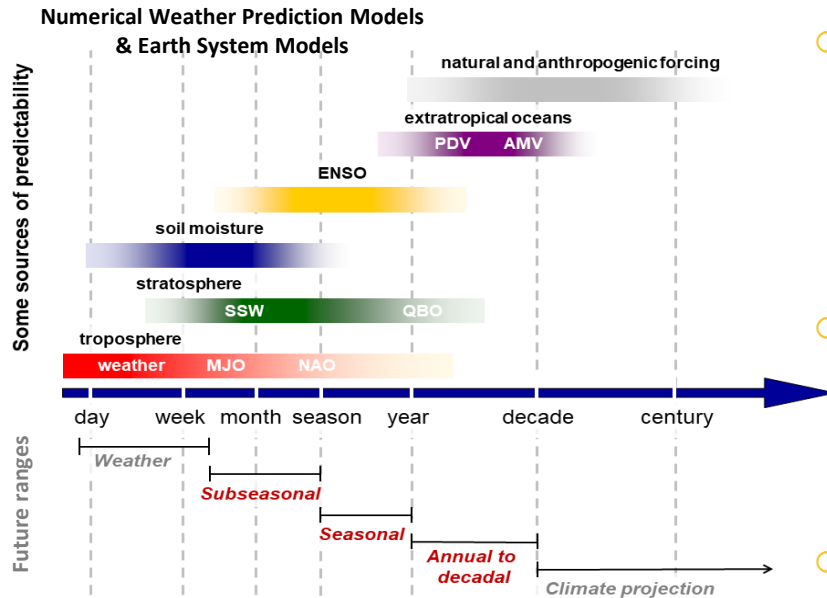 Numerical Weather Prediction Models
& Earth System Models
Some sources of predictability
natural and anthropogenic forcing
extratropical oceans
PDV AMV
ENSO
soil moisture
stratosphere
SSW QBO
troposphere
weather MJO NAO
day week month season year decade century
Future ranges
Weather
Subseasonal
Seasonal
Annual to
decadal
Climate projection